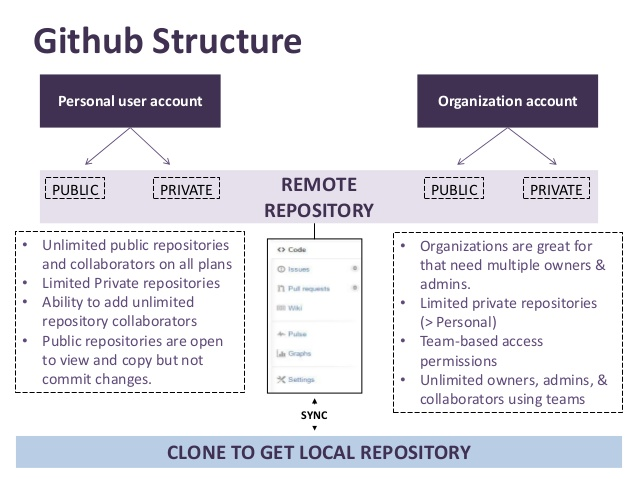 Github Structure
Personal user account
Organization account
PUBLIC
PRIVATE
REMOTE
REPOSITORY
PUBLIC
PRIVATE
• Unlimited public repositories
and collaborators on all plans
• Limited Private repositories
• Ability to add unlimited
repository collaborators
• Public repositories are open
to view and copy but not
commit changes.
<> Code
Issues
Pull requests
Wiki
Pulse
Graphs
Settings
• Organizations are great for
that need multiple owners &
admins.
• Limited private repositories
(> Personal)
• Team-based access
permissions
• Unlimited owners, admins, &
collaborators using teams
SYNC
CLONE TO GET LOCAL REPOSITORY